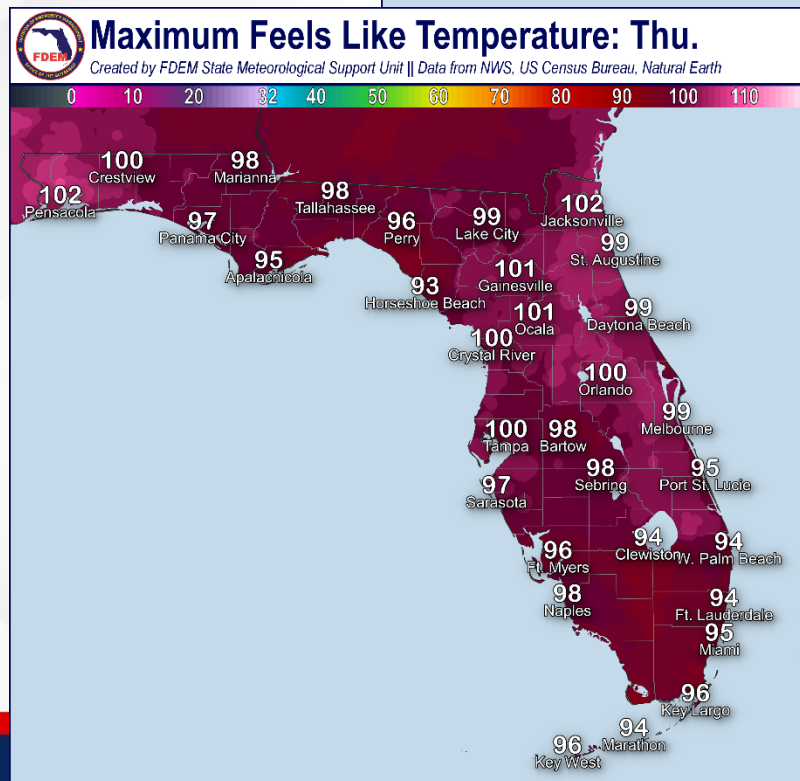 FDEM
Maximum Feels Like Temperature: Thu.
Created by FDEM State Meteorological Support Unit || Data from NWS, US Census Bureau, Natural Earth
0 10 20 32 40 50 60 70 80 90 100 110
100
Crestview
98
Marianna
102
Pensacola
97
Panama City
95
Apalachicola
98
Tallahassee
96
Perry
99
Lake City
102
Jacksonville
99
St. Augustine
93
Horseshoe Beach
101
Gainesville
101
Ocala
99
Daytona Beach
100
Crystal River
100
Orlando
99
Melbourne
100
Tampa
98
Bartow
98
Sebring
95
Port St. Lucie
97
Sarasota
96
Ft. Myers
94
Clewiston
94
W. Palm Beach
98
Naples
94
Ft. Lauderdale
95
Miami
96
Key Largo
94
Marathon
96
Key West